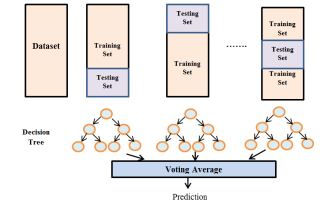 Dataset
Training
Set
Testing
Set
Testing
Set
Training
Set
.......
Training
Set
Testing
Set
Training
Set
Decision
Tree
Voting Average
Prediction